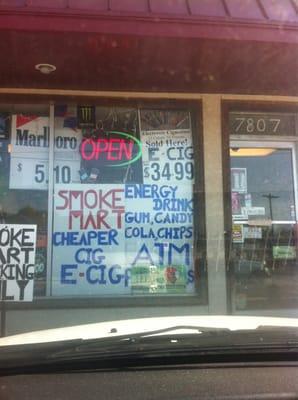 Marlboro
$ 5.10
OPEN
Electronic Cigarette
Sold Here!
E-CIG
$34.99
7807
SMOKE
MART
CHEAPER
CIG
E-CIG
ENERGY
DRINK
GUM, CANDY
COLA, CHIPS
ATM
OKE
ART
KING
LY